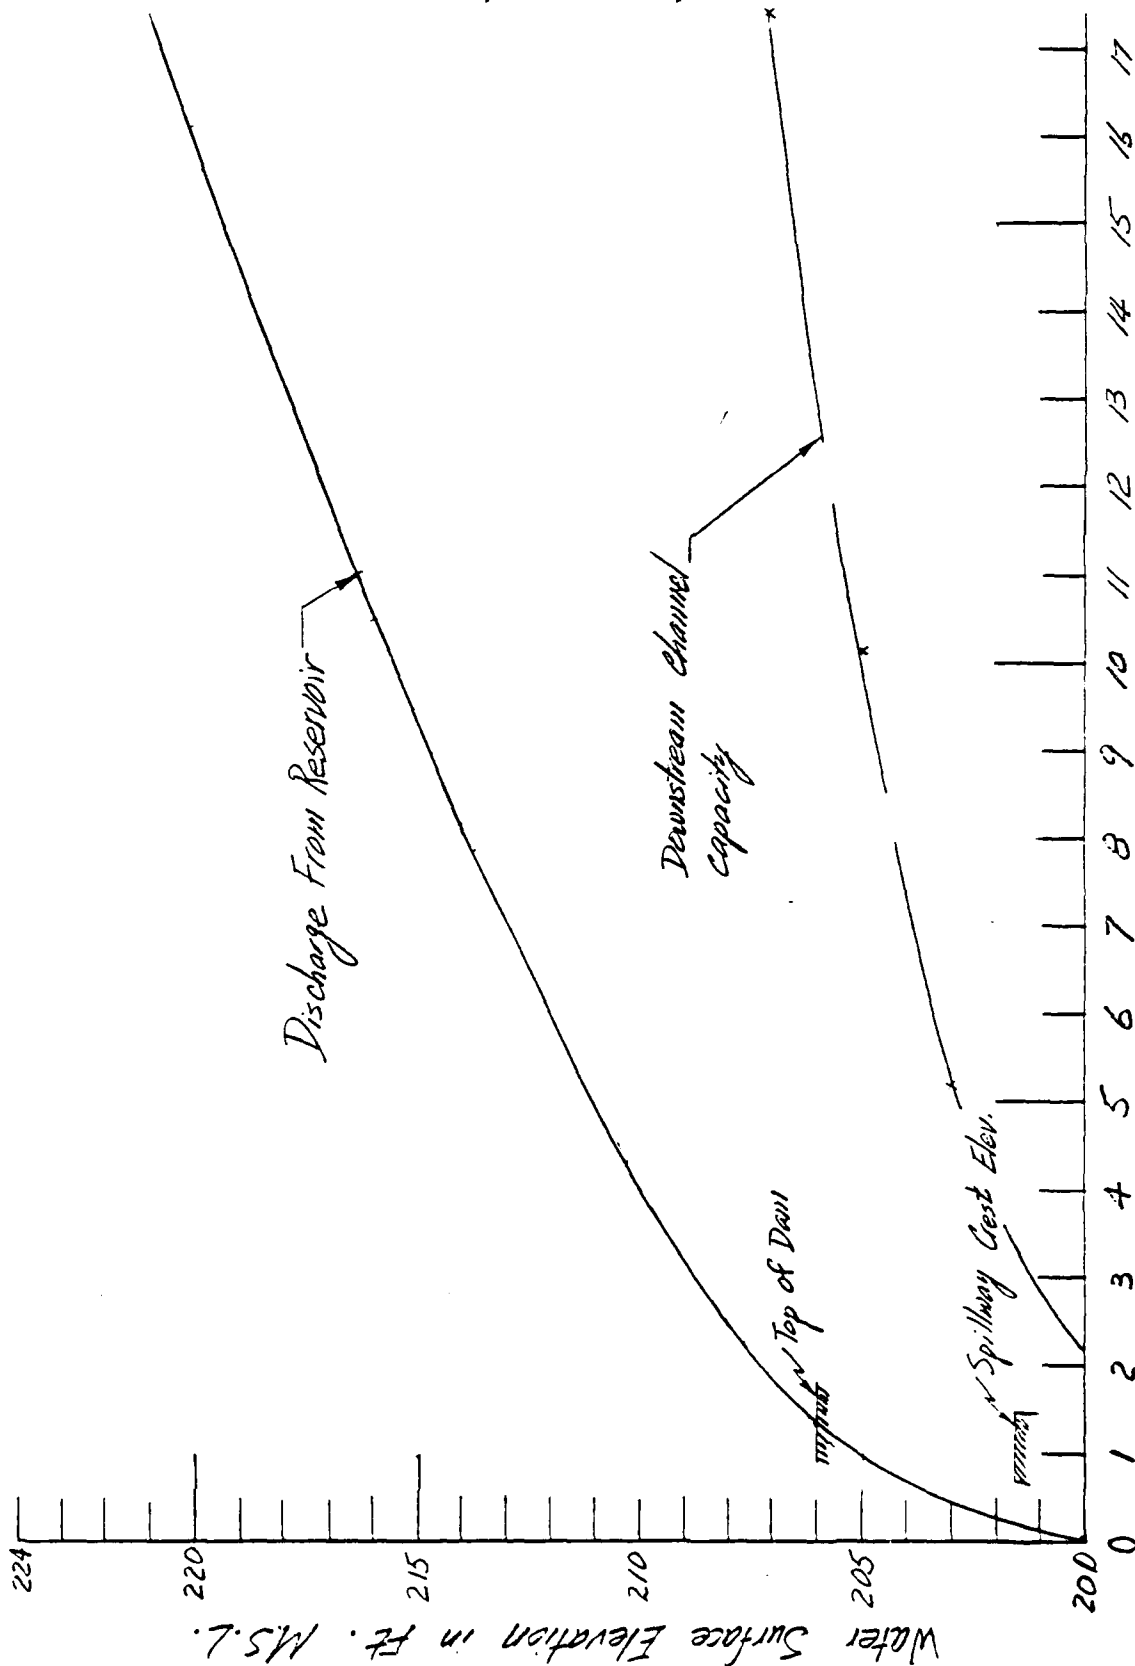 Water Surface Elevation in Ft. M.S.L.
224
220
215
210
205
200
Discharge From Reservoir
Downstream Channel
Capacity
Top of Dam
Spillway Crest Elev.
0 1 2 3 4 5 6 7 8 9 10 11 12 13 14 15 16 17